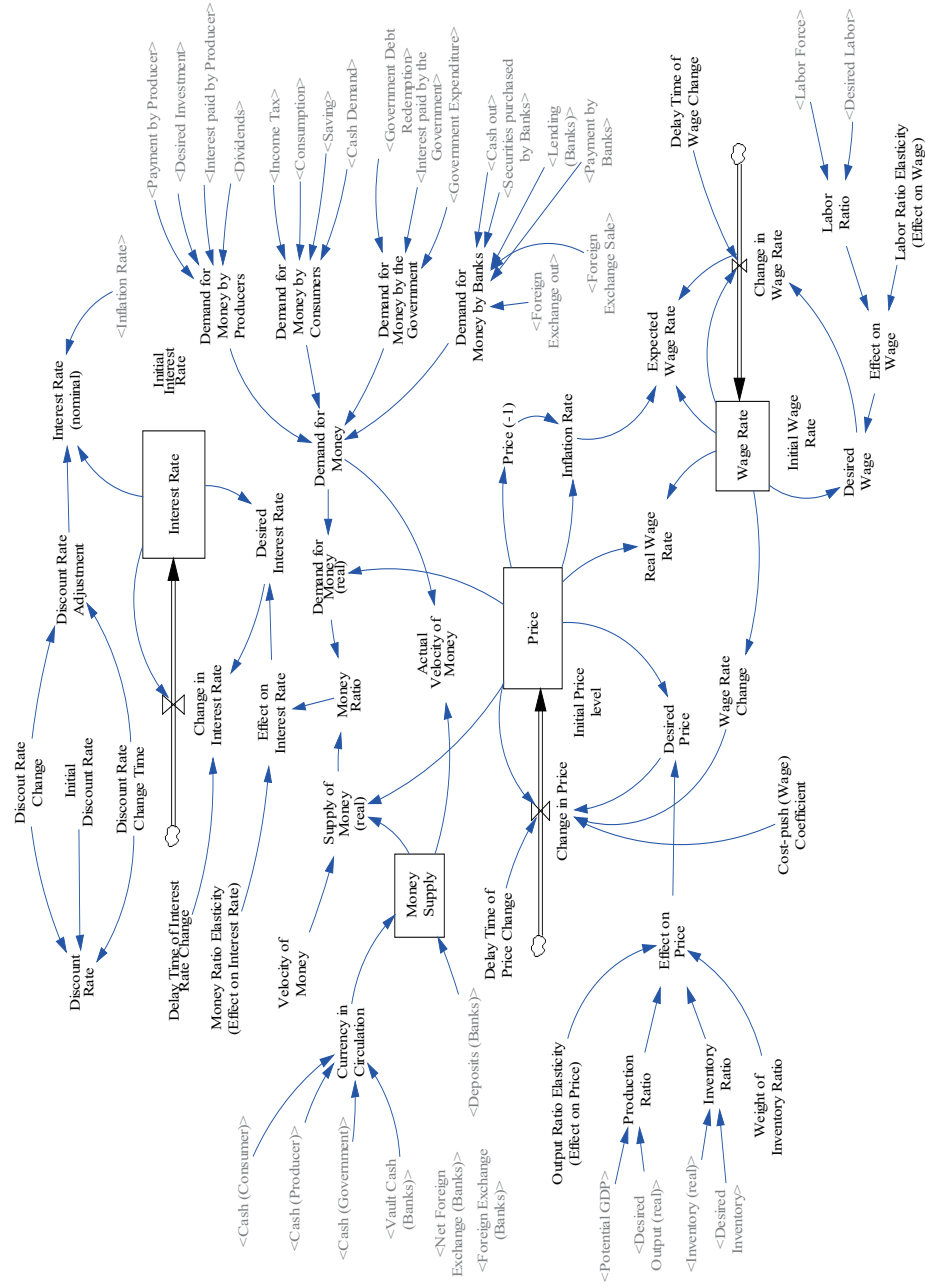 Discout Rate
Change
Initial
Discount Rate
Discount Rate
Change Time
Discount
Rate
Discount Rate
Adjustment
Interest Rate
(nominal)
<Inflation Rate>
Initial
Interest
Rate
Interest Rate
Delay Time of Interest
Rate Change
Change in
Interest Rate
Desired
Interest Rate
Money Ratio Elasticity
(Effect on Interest Rate)
Effect on
Interest Rate
Velocity of
Money
Supply of
Money
(real)
Money
Ratio
Demand for
Money
(real)
Demand for
Money
<Payment by Producer>
<Desired Investment>
<Interest paid by Producer>
<Dividends>
Demand for
Money by
Producers
<Income Tax>
<Consumption>
<Saving>
<Cash Demand>
Demand for
Money by
Consumers
<Government Debt
Redemption>
<Interest paid by the
Government>
<Government Expenditure>
Demand for
Money by the
Government
<Cash out>
<Securities purchased
by Banks>
<Lending
(Banks)>
<Payment by
Banks>
Demand for
Money by Banks
<Foreign
Exchange out>
<Foreign
Exchange Sale>
<Cash (Consumer)>
<Cash (Producer)>
<Cash (Government)>
<Vault Cash
(Banks)>
<Net Foreign
Exchange (Banks)>
<Foreign Exchange
(Banks)>
Currency in
Circulation
<Deposits (Banks)>
Money
Supply
Actual
Velocity of
Money
Delay Time of
Price Change
Change in Price
Price
Initial Price
level
Price (-1)
Inflation Rate
Expected
Wage Rate
Real Wage
Rate
Desired
Price
Wage Rate
Change
Cost-push (Wage)
Coefficient
Output Ratio Elasticity
(Effect on Price)
Effect on
Price
<Potential GDP>
<Desired
Output (real)>
Production
Ratio
<Inventory (real)>
<Desired
Inventory>
Inventory
Ratio
Weight of
Inventory Ratio
Wage Rate
Initial Wage
Rate
Delay Time of
Wage Change
Change in
Wage Rate
Desired
Wage
Effect on
Wage
Labor
Ratio
<Labor Force>
<Desired Labor>
Labor Ratio Elasticity
(Effect on Wage)